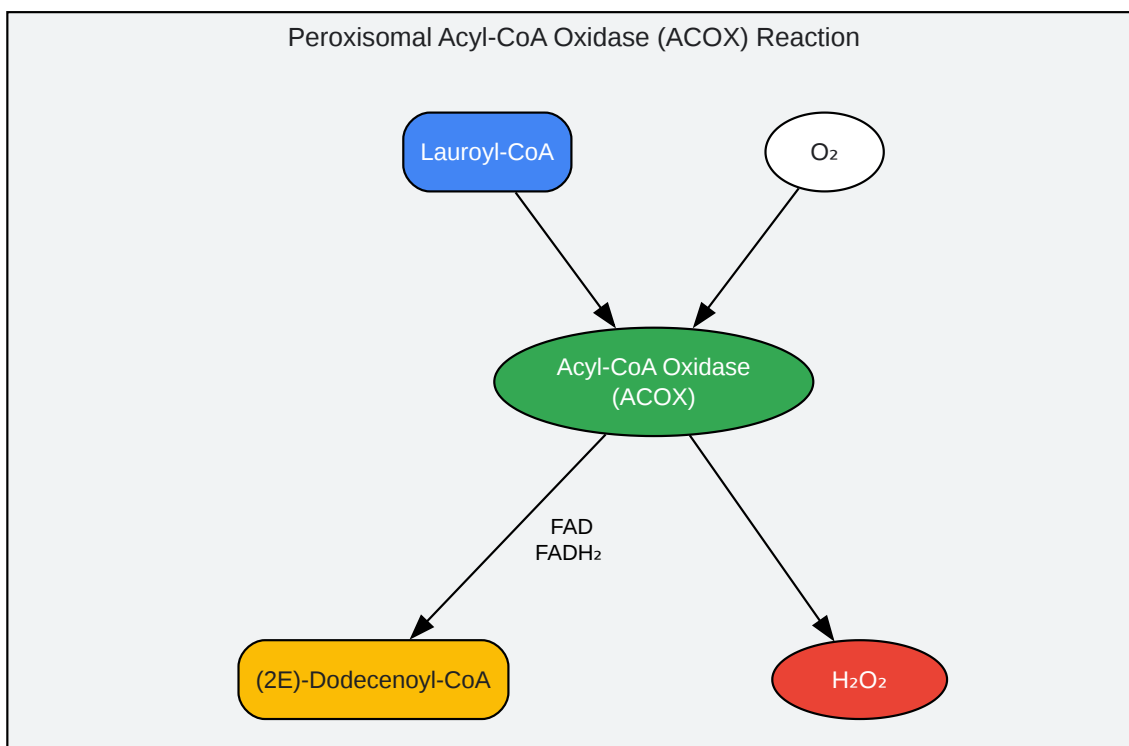 Peroxisomal Acyl-CoA Oxidase (ACOX) Reaction
Lauroyl-CoA
O₂
Acyl-CoA Oxidase
(ACOX)
FAD
FADH₂
(2E)-Dodecenoyl-CoA
H₂O₂